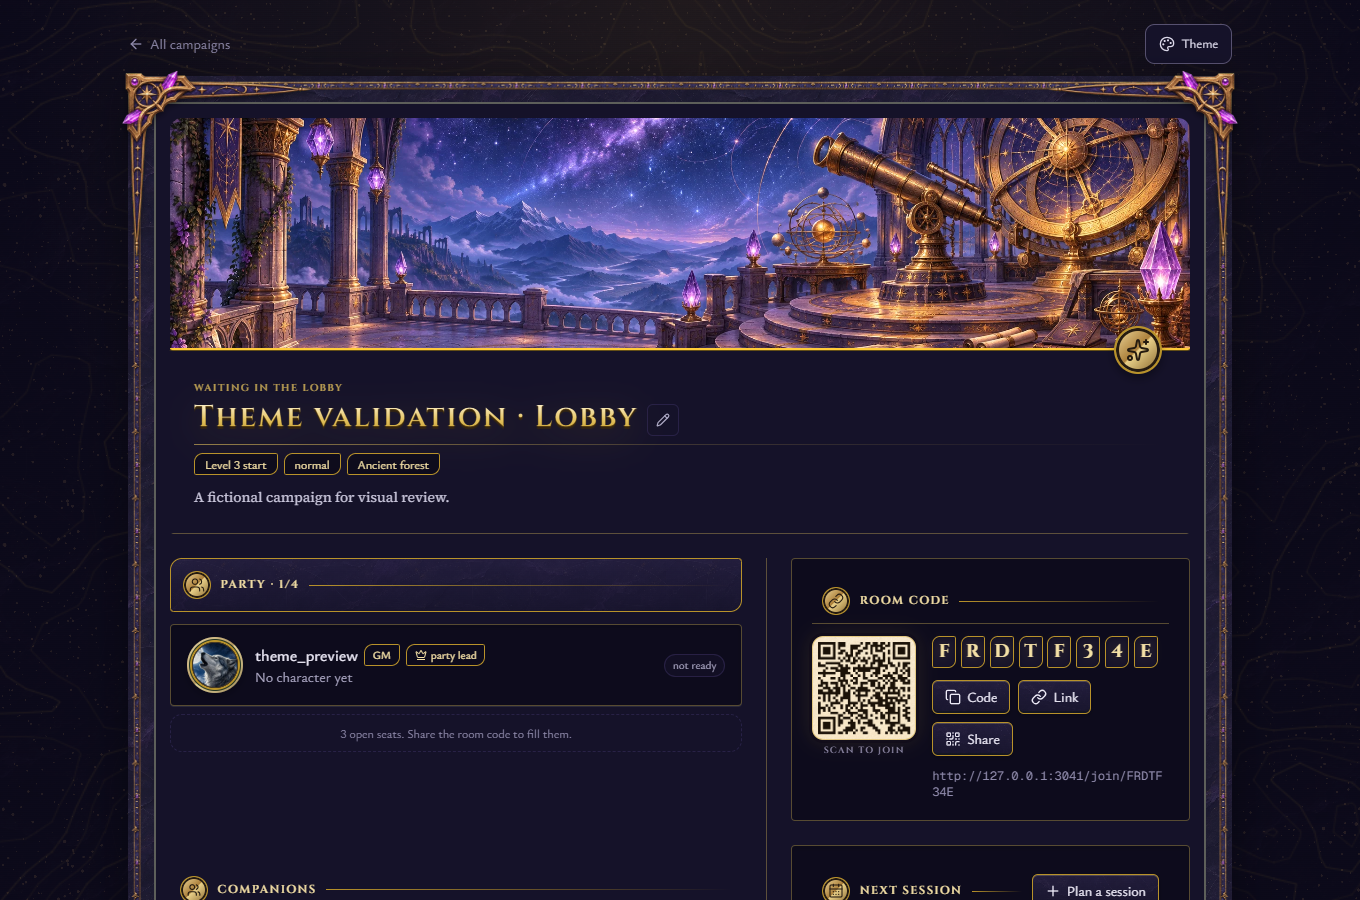 All campaigns
Theme
WAITING IN THE LOBBY
THEME VALIDATION · LOBBY
Level 3 start
normal
Ancient forest
A fictional campaign for visual review.
PARTY · 1/4
theme_preview
GM
party lead
No character yet
not ready
3 open seats. Share the room code to fill them.
COMPANIONS
ROOM CODE
F R D T F 3 4 E
Code
Link
Share
SCAN TO JOIN
http://127.0.0.1:3041/join/FRDTF
34E
NEXT SESSION
Plan a session